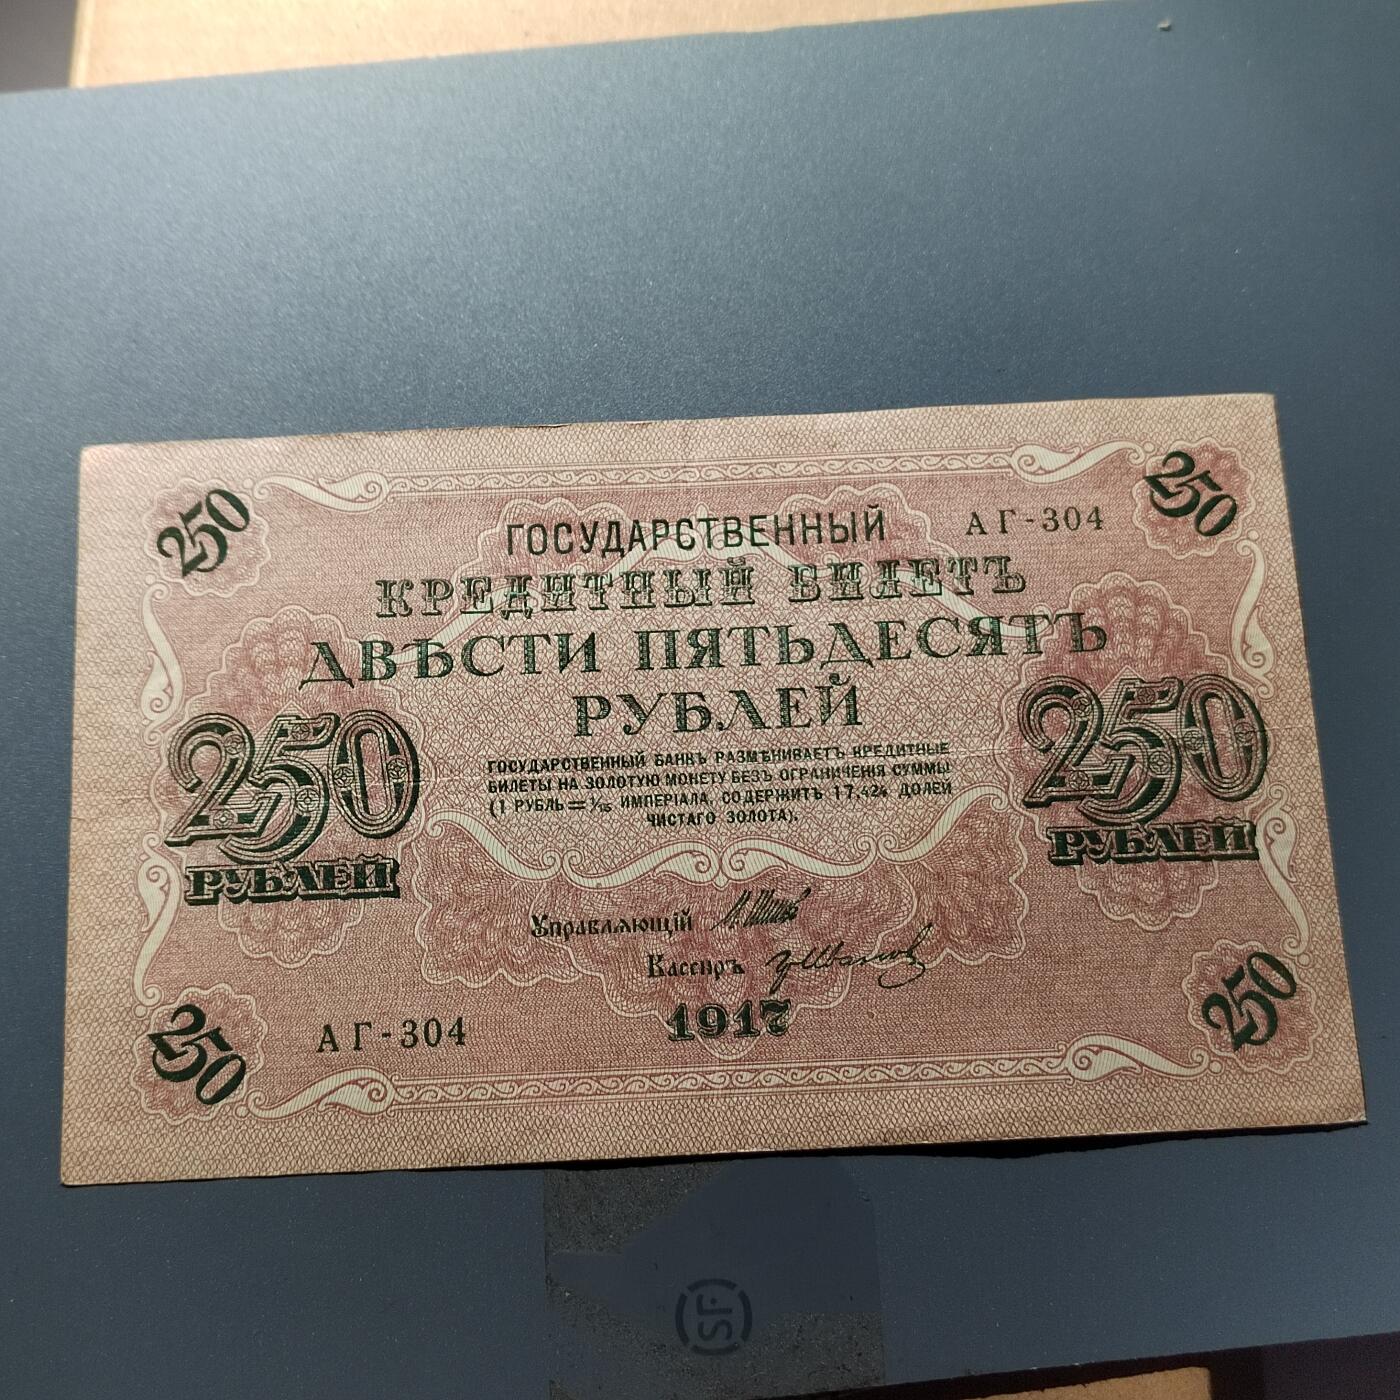 250
250
ГОСУДАРСТВЕННЫЙ АГ-304
КРЕДИТНЫЙ БИЛЕТЪ
ДВѢСТИ ПЯТЬДЕСЯТЪ
РУБЛЕЙ
250
РУБЛЕЙ
250
РУБЛЕЙ
ГОСУДАРСТВЕННЫЙ БАНКЪ РАЗМѢНИВАЕТЪ КРЕДИТНЫЕ
БИЛЕТЫ НА ЗОЛОТУЮ МОНЕТУ БЕЗЪ ОГРАНИЧЕНІЯ СУММЫ
(1 РУБЛЬ = 1/15 ИМПЕРІАЛА, СОДЕРЖИТЪ 17,424 ДОЛЕЙ
ЧИСТАГО ЗОЛОТА).
Управляющій
Кассиръ
1917
АГ-304
250
250
SF